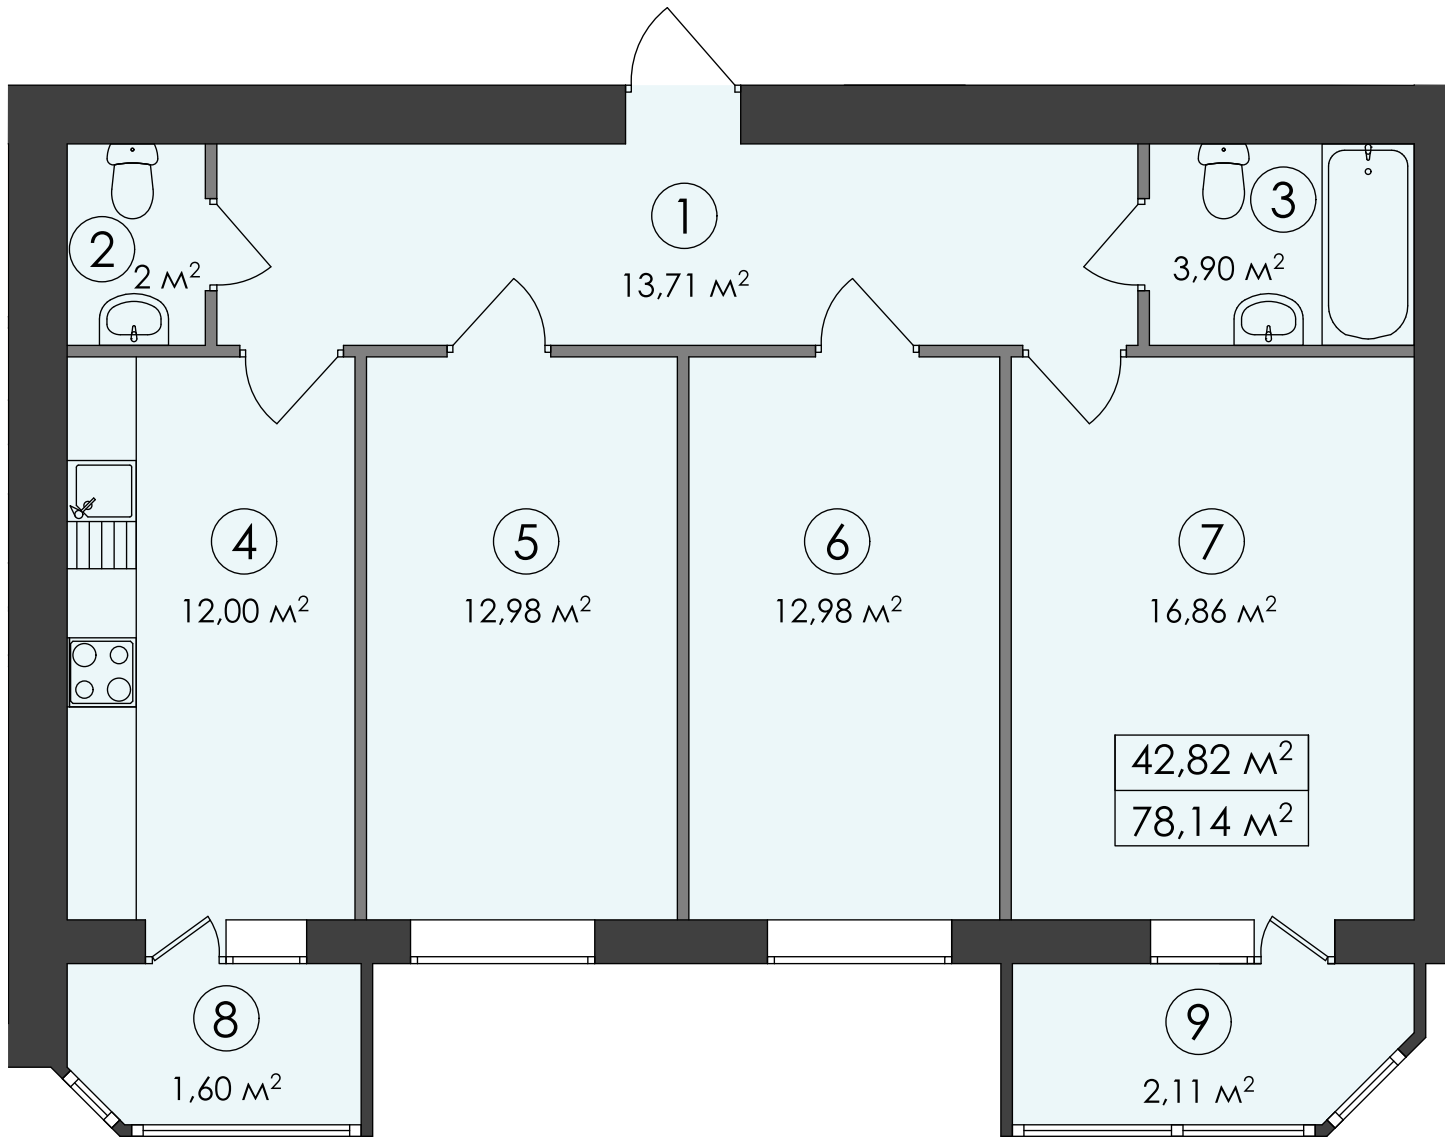 1
13,71 м²
2
2 м²
3
3,90 м²
4
12,00 м²
5
12,98 м²
6
12,98 м²
7
16,86 м²
42,82 м²
78,14 м²
8
1,60 м²
9
2,11 м²